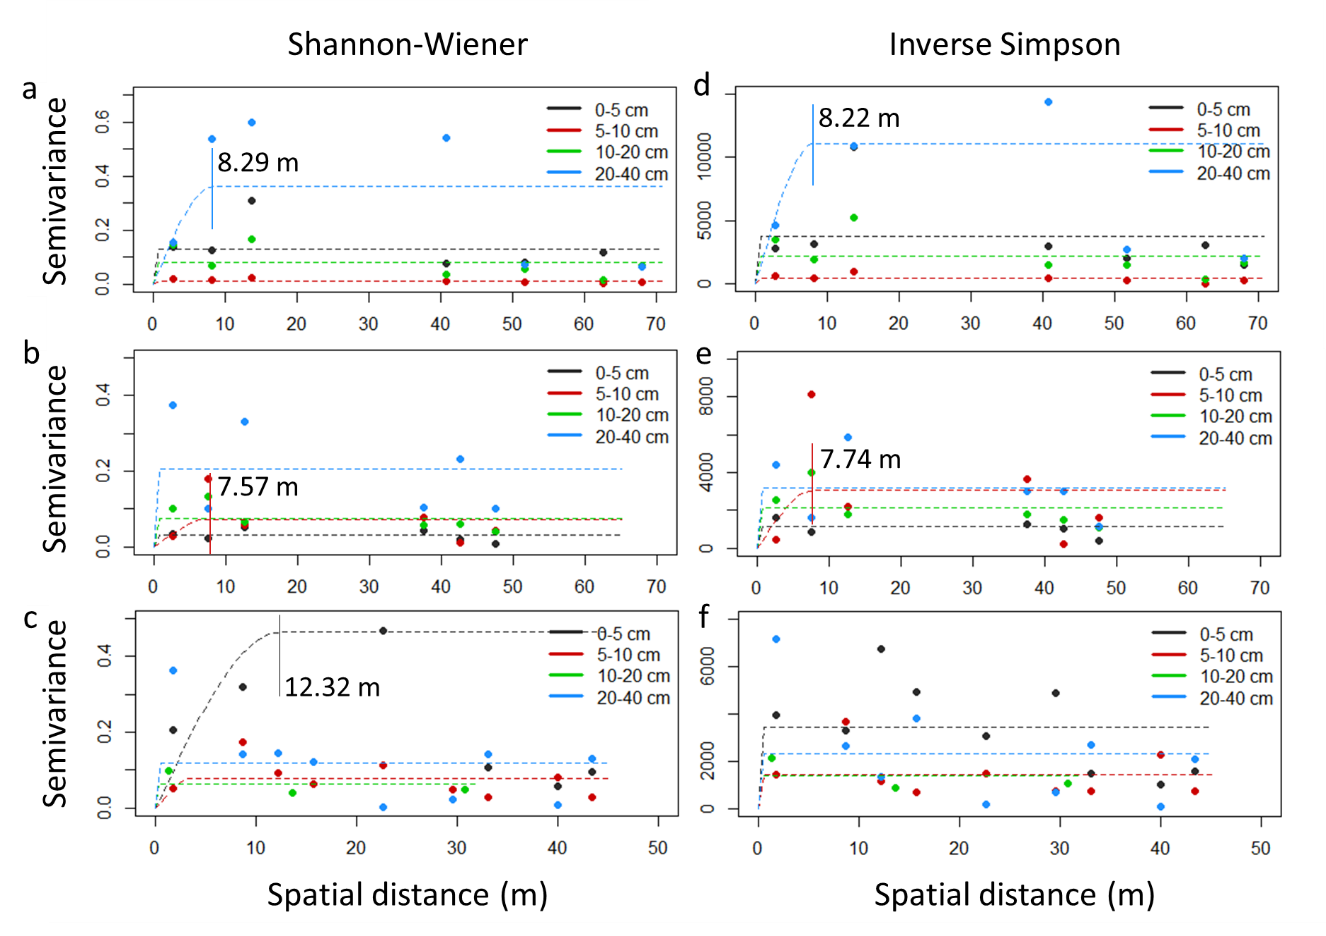 Shannon-Wiener
Inverse Simpson
a
Semivariance
0.0 0.2 0.4 0.6
8.29 m
0-5 cm
5-10 cm
10-20 cm
20-40 cm
0 10 20 30 40 50 60 70
d
0 5000 10000
8.22 m
0-5 cm
5-10 cm
10-20 cm
20-40 cm
0 10 20 30 40 50 60 70
b
Semivariance
0.0 0.2 0.4
7.57 m
0-5 cm
5-10 cm
10-20 cm
20-40 cm
0 10 20 30 40 50 60 70
e
0 4000 8000
7.74 m
0-5 cm
5-10 cm
10-20 cm
20-40 cm
0 10 20 30 40 50 60 70
c
Semivariance
0.0 0.2 0.4
12.32 m
0-5 cm
5-10 cm
10-20 cm
20-40 cm
0 10 20 30 40 50
f
0 2000 6000
0-5 cm
5-10 cm
10-20 cm
20-40 cm
0 10 20 30 40 50
Spatial distance (m)
Spatial distance (m)